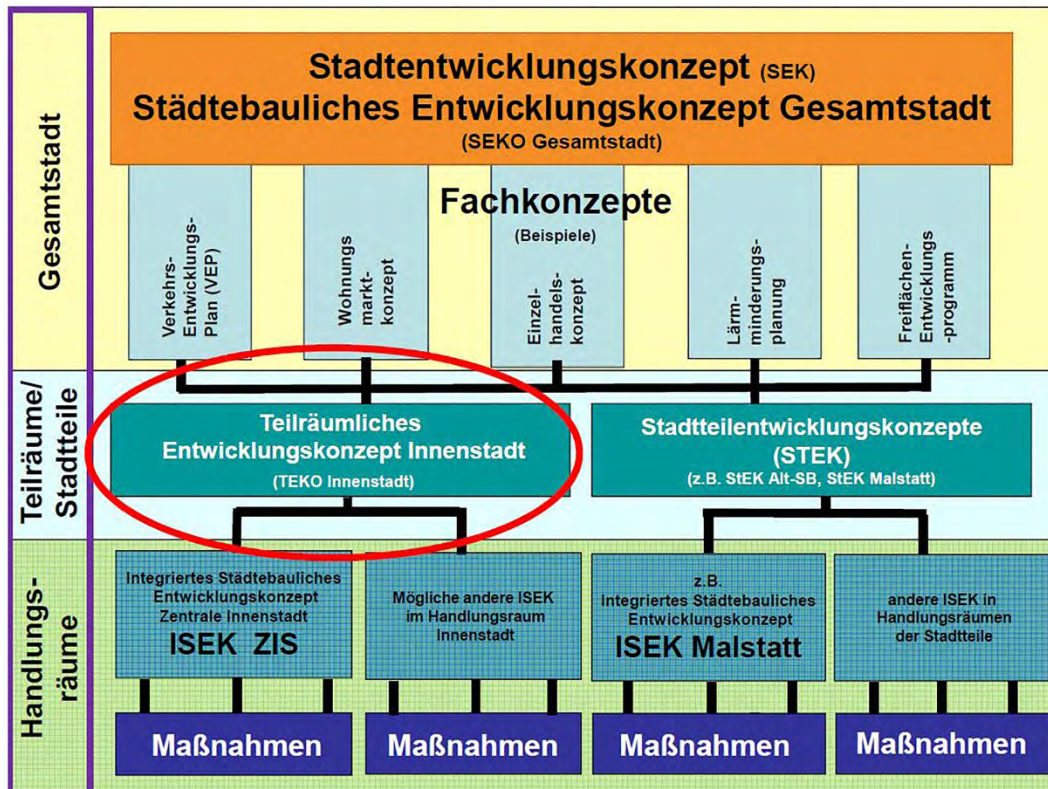 Gesamtstadt
Stadtentwicklungskonzept (SEK)
Städtebauliches Entwicklungskonzept Gesamtstadt
(SEKO Gesamtstadt)
Fachkonzepte
(Beispiele)
Verkehrs-
Entwicklungs-
Plan (VEP)
Wohnungs
markt-
konzept
Einzel-
handels-
konzept
Lärm-
minderungs-
planung
Freiflächen-
Entwicklungs
-programm
Teilräume/
Stadtteile
Teilräumliches
Entwicklungskonzept Innenstadt
(TEKO Innenstadt)
Stadtteilentwicklungskonzepte
(STEK)
(z.B. StEK Alt-SB, StEK Malstatt)
Handlungs-
räume
Integriertes Städtebauliches
Entwicklungskonzept
Zentrale Innenstadt
ISEK ZIS
Mögliche andere ISEK
im Handlungsraum
Innenstadt
z.B.
Integriertes Städtebauliches
Entwicklungskonzept
ISEK Malstatt
andere ISEK in
Handlungsräumen
der Stadtteile
Maßnahmen
Maßnahmen
Maßnahmen
Maßnahmen